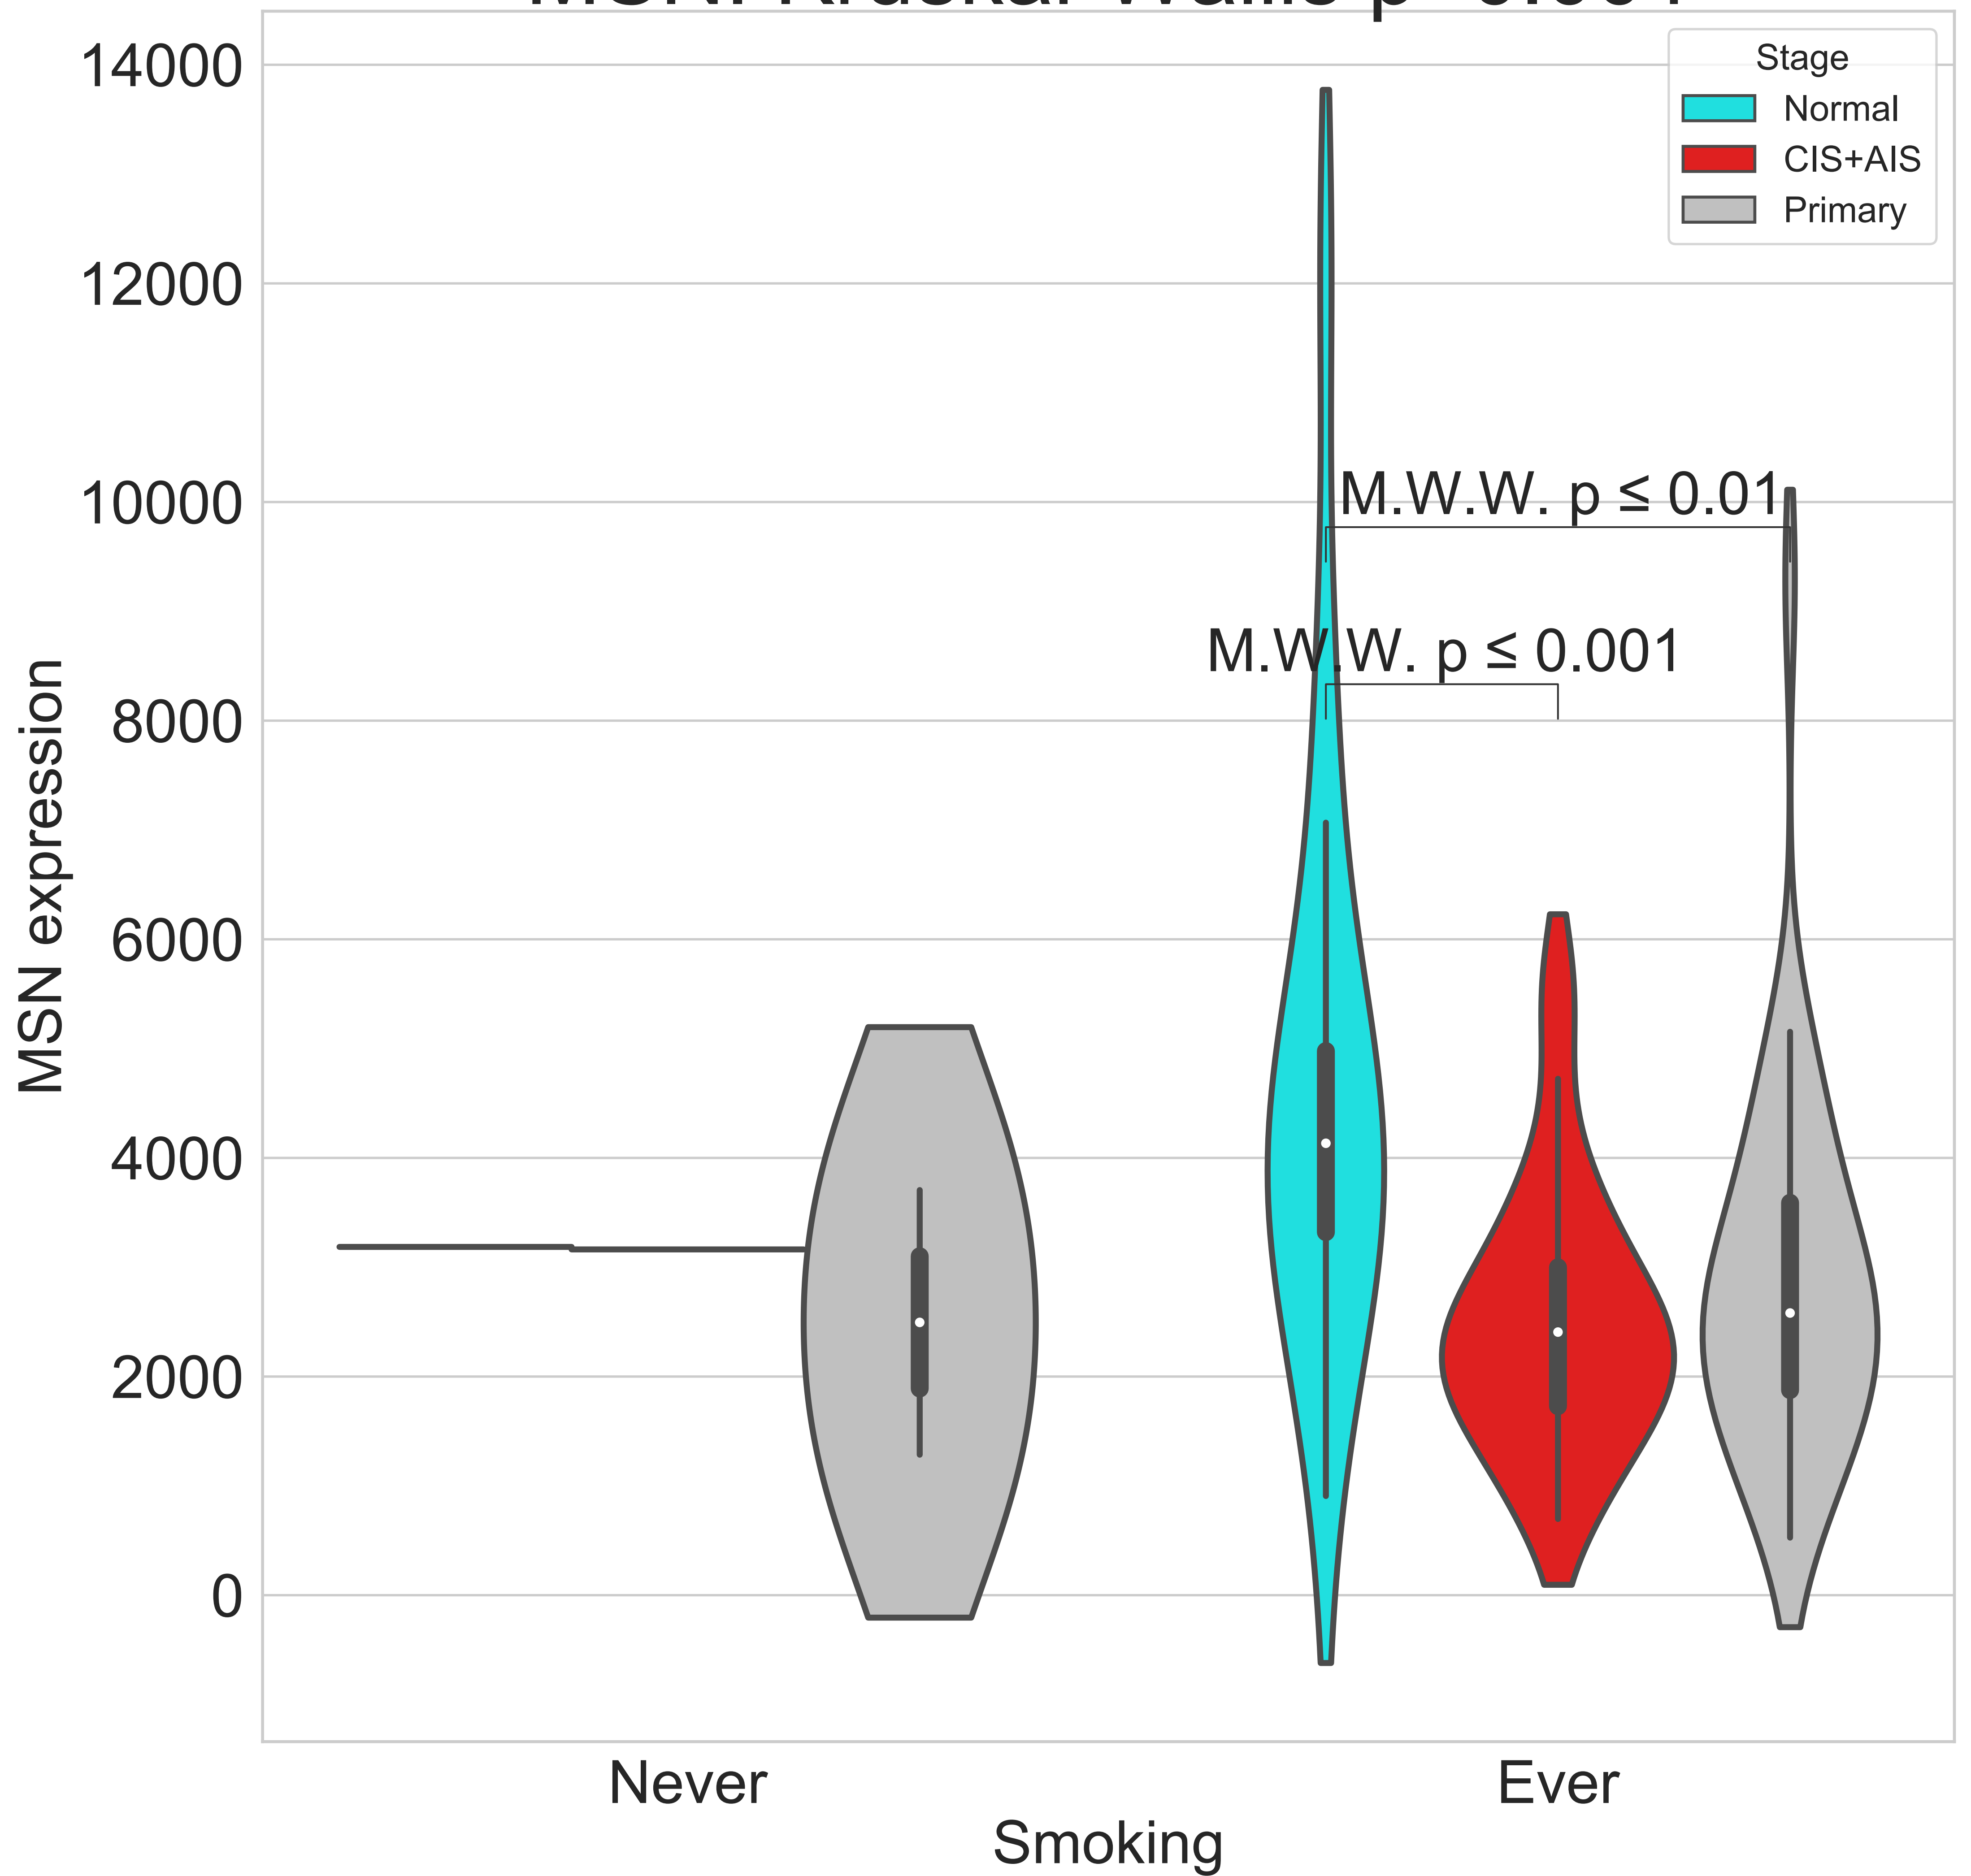 14000
12000
10000
8000
6000
4000
2000
0
MSN expression
Stage
Normal
CIS+AIS
Primary
M.W.W. p ≤ 0.01
M.W.W. p ≤ 0.001
Never
Ever
Smoking